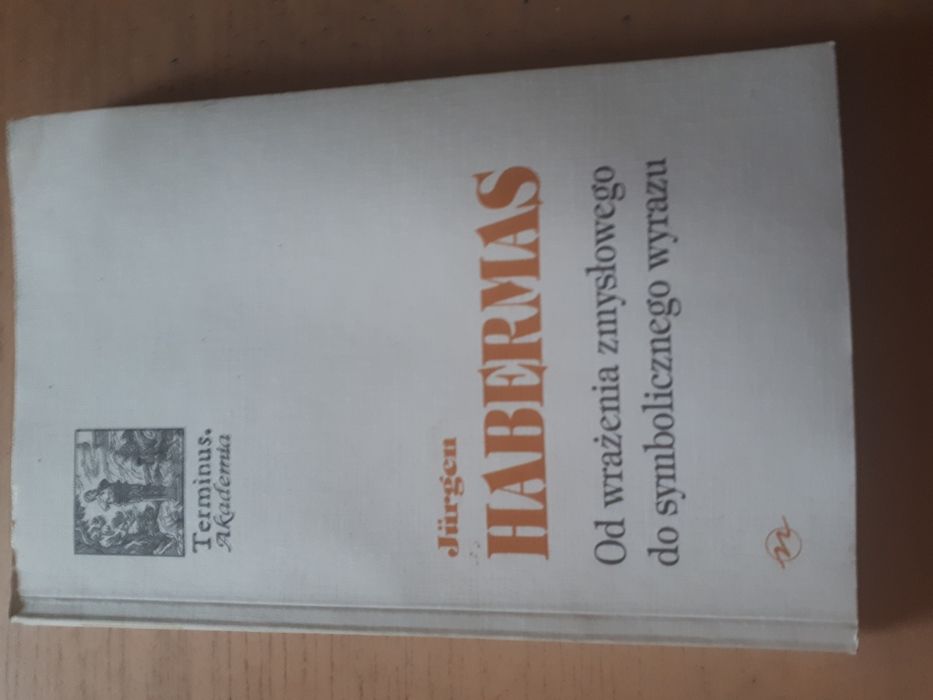 Terminus.
Akademia
Jürgen
HABERMAS
Od wrażenia zmysłowego
do symbolicznego wyrazu
n